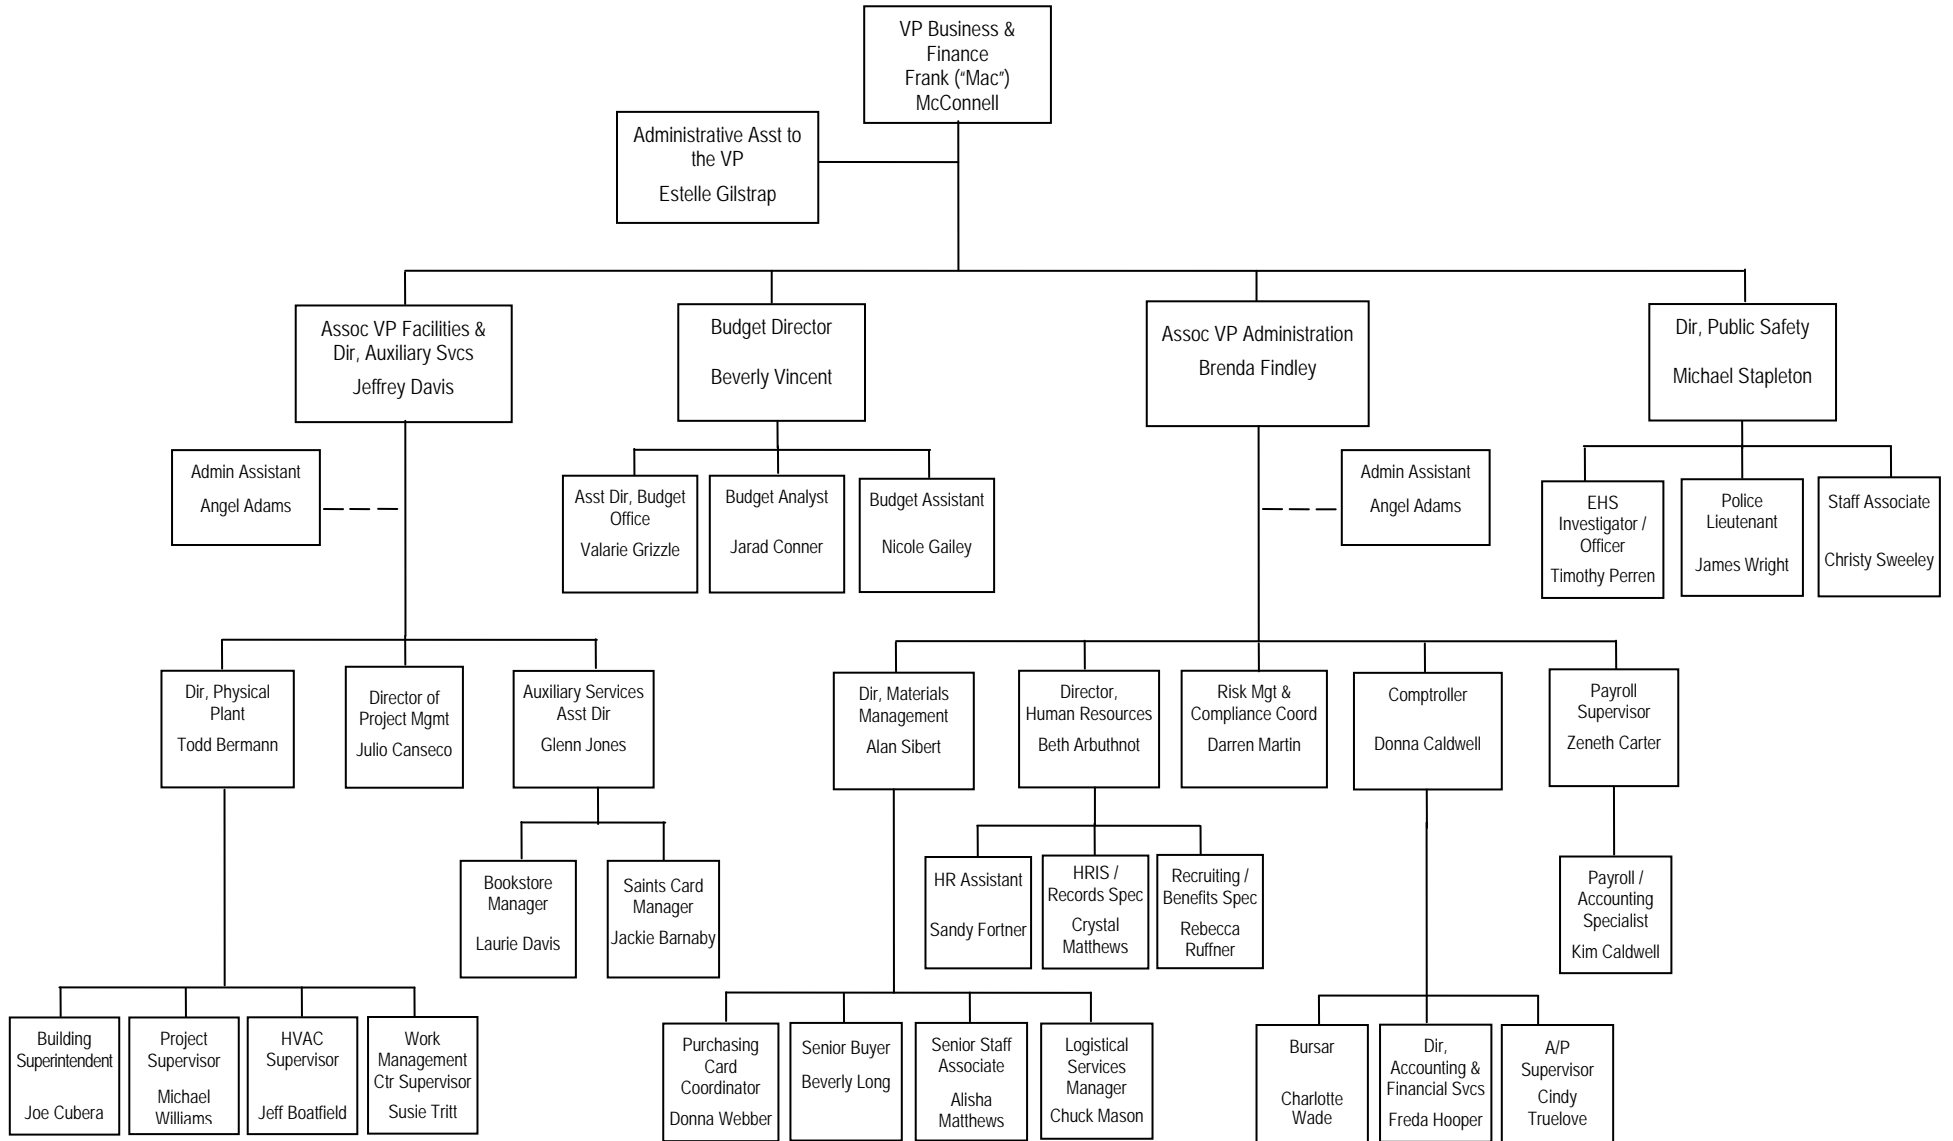 VP Business &
Finance
Frank ("Mac")
McConnell
Administrative Asst to
the VP
Estelle Gilstrap
Assoc VP Facilities &
Dir, Auxiliary Svcs
Jeffrey Davis
Budget Director
Beverly Vincent
Assoc VP Administration
Brenda Findley
Dir, Public Safety
Michael Stapleton
Admin Assistant
Angel Adams
Asst Dir, Budget
Office
Valarie Grizzle
Budget Analyst
Jarad Conner
Budget Assistant
Nicole Gailey
Admin Assistant
Angel Adams
EHS
Investigator /
Officer
Timothy Perren
Police
Lieutenant
James Wright
Staff Associate
Christy Sweeley
Dir, Physical
Plant
Todd Bermann
Director of
Project Mgmt
Julio Canseco
Auxiliary Services
Asst Dir
Glenn Jones
Dir, Materials
Management
Alan Sibert
Director,
Human Resources
Beth Arbuthnot
Risk Mgt &
Compliance Coord
Darren Martin
Comptroller
Donna Caldwell
Payroll
Supervisor
Zeneth Carter
Bookstore
Manager
Laurie Davis
Saints Card
Manager
Jackie Barnaby
HR Assistant
Sandy Fortner
HRIS /
Records Spec
Crystal
Matthews
Recruiting /
Benefits Spec
Rebecca
Ruffner
Payroll /
Accounting
Specialist
Kim Caldwell
Building
Superintendent
Joe Cubera
Project
Supervisor
Michael
Williams
HVAC
Supervisor
Jeff Boatfield
Work
Management
Ctr Supervisor
Susie Tritt
Purchasing
Card
Coordinator
Donna Webber
Senior Buyer
Beverly Long
Senior Staff
Associate
Alisha
Matthews
Logistical
Services
Manager
Chuck Mason
Bursar
Charlotte
Wade
Dir,
Accounting &
Financial Svcs
Freda Hooper
A/P
Supervisor
Cindy
Truelove